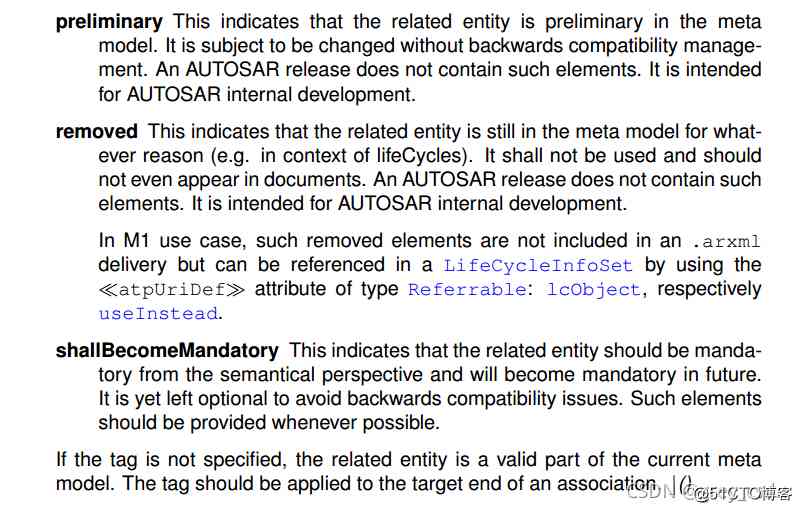 preliminary This indicates that the related entity is preliminary in the meta
model. It is subject to be changed without backwards compatibility manage-
ment. An AUTOSAR release does not contain such elements. It is intended
for AUTOSAR internal development.
removed This indicates that the related entity is still in the meta model for what-
ever reason (e.g. in context of lifeCycles). It shall not be used and should
not even appear in documents. An AUTOSAR release does not contain such
elements. It is intended for AUTOSAR internal development.
In M1 use case, such removed elements are not included in an .arxml
delivery but can be referenced in a LifeCycleInfoSet by using the
≪atpUriDef≫ attribute of type Referrable: lcObject, respectively
useInstead.
shallBecomeMandatory This indicates that the related entity should be manda-
tory from the semantical perspective and will become mandatory in future.
It is yet left optional to avoid backwards compatibility issues. Such elements
should be provided whenever possible.
If the tag is not specified, the related entity is a valid part of the current meta
model. The tag should be applied to the target end of an association. ⌋()
CSDN
@51CTO博客